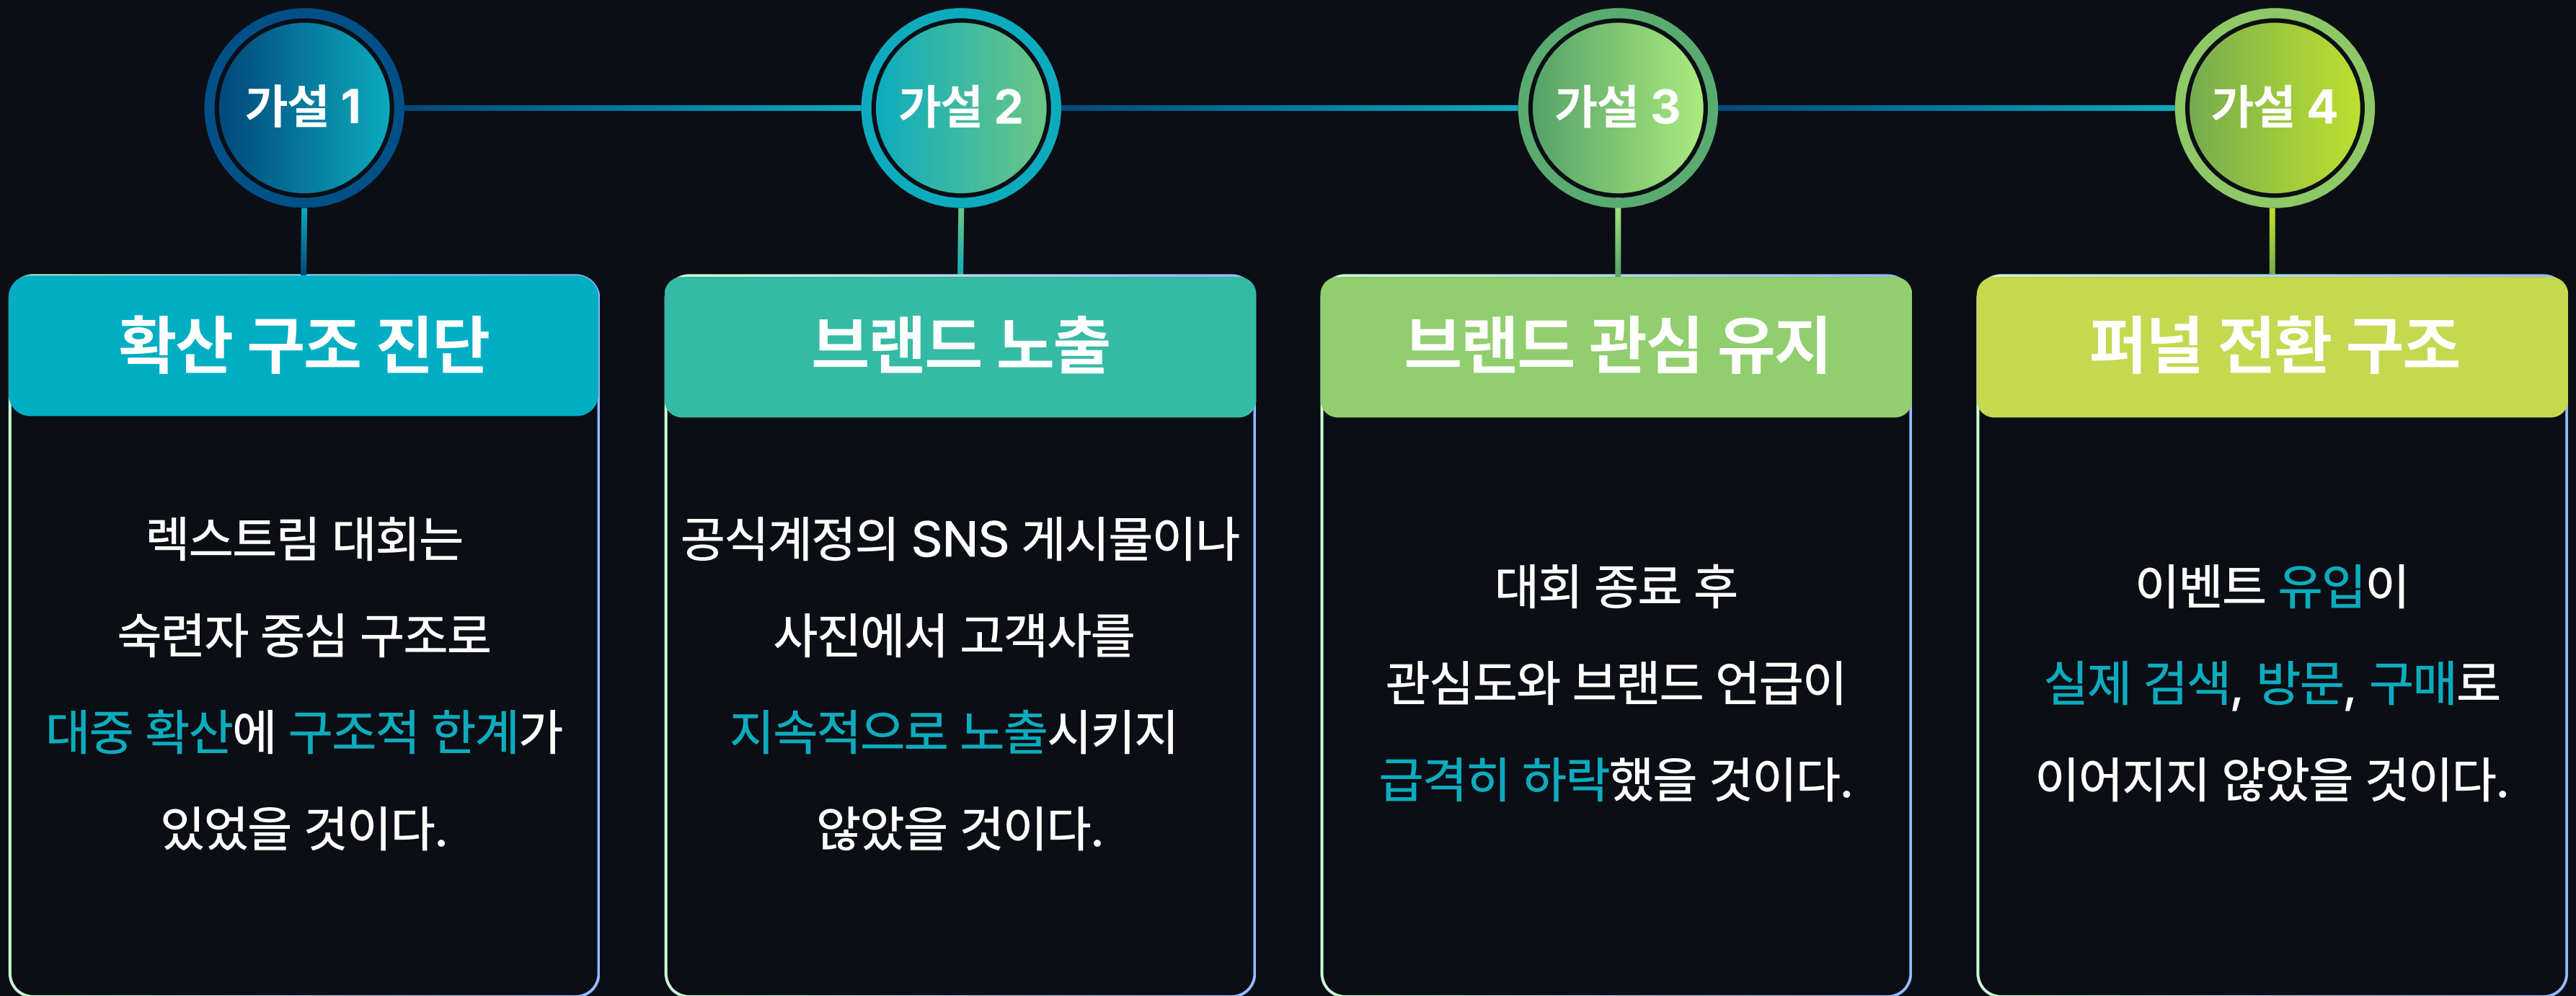 가설 1
가설 2
가설 3
가설 4
확산 구조 진단
렉스트림 대회는
숙련자 중심 구조로
대중 확산에 구조적 한계가
있었을 것이다.
브랜드 노출
공식계정의 SNS 게시물이나
사진에서 고객사를
지속적으로 노출시키지
않았을 것이다.
브랜드 관심 유지
대회 종료 후
관심도와 브랜드 언급이
급격히 하락했을 것이다.
퍼널 전환 구조
이벤트 유입이
실제 검색, 방문, 구매로
이어지지 않았을 것이다.